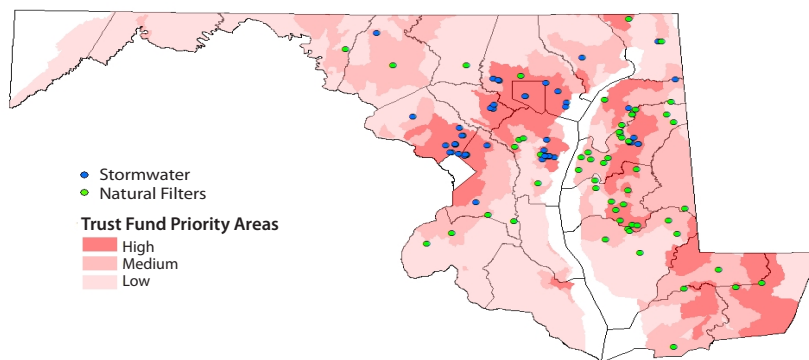 Stormwater
Natural Filters
Trust Fund Priority Areas
High
Medium
Low